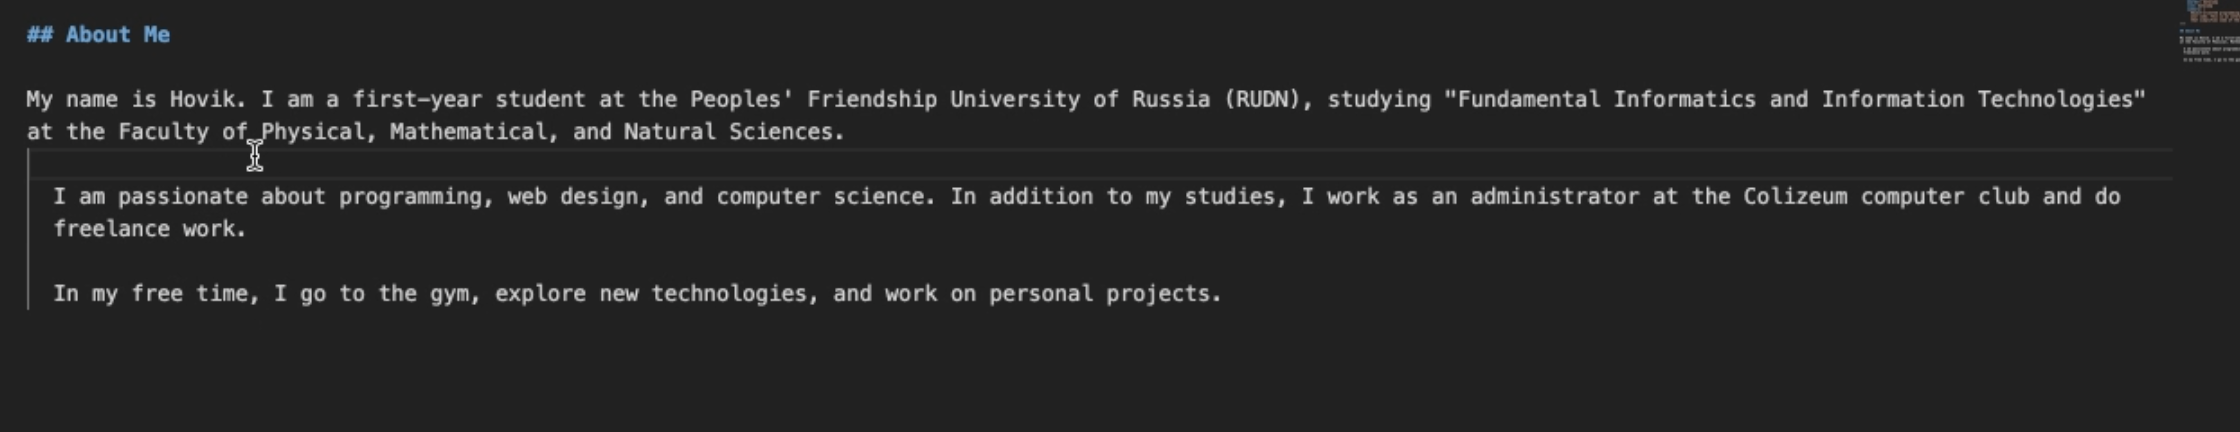 ## About Me
My name is Hovik. I am a first-year student at the Peoples' Friendship University of Russia (RUDN), studying "Fundamental Informatics and Information Technologies"
at the Faculty of Physical, Mathematical, and Natural Sciences.
I am passionate about programming, web design, and computer science. In addition to my studies, I work as an administrator at the Colizeum computer club and do
freelance work.
In my free time, I go to the gym, explore new technologies, and work on personal projects.